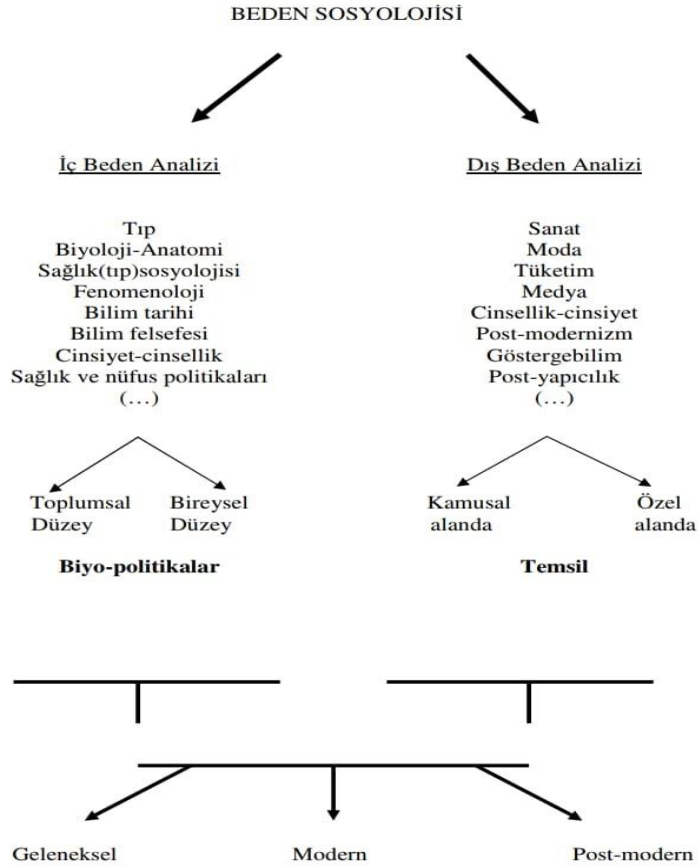 BEDEN SOSYOLOJİSİ
İç Beden Analizi
Tıp
Biyoloji-Anatomi
Sağlık(tıp)sosyolojisi
Fenomenoloji
Bilim tarihi
Bilim felsefesi
Cinsiyet-cinsellik
Sağlık ve nüfus politikaları
(…)
Toplumsal
Düzey
Bireysel
Düzey
Biyo-politikalar
Dış Beden Analizi
Sanat
Moda
Tüketim
Medya
Cinsellik-cinsiyet
Post-modernizm
Göstergebilim
Post-yapıcılık
(…)
Kamusal
alanda
Özel
alanda
Temsil
Geleneksel
Modern
Post-modern